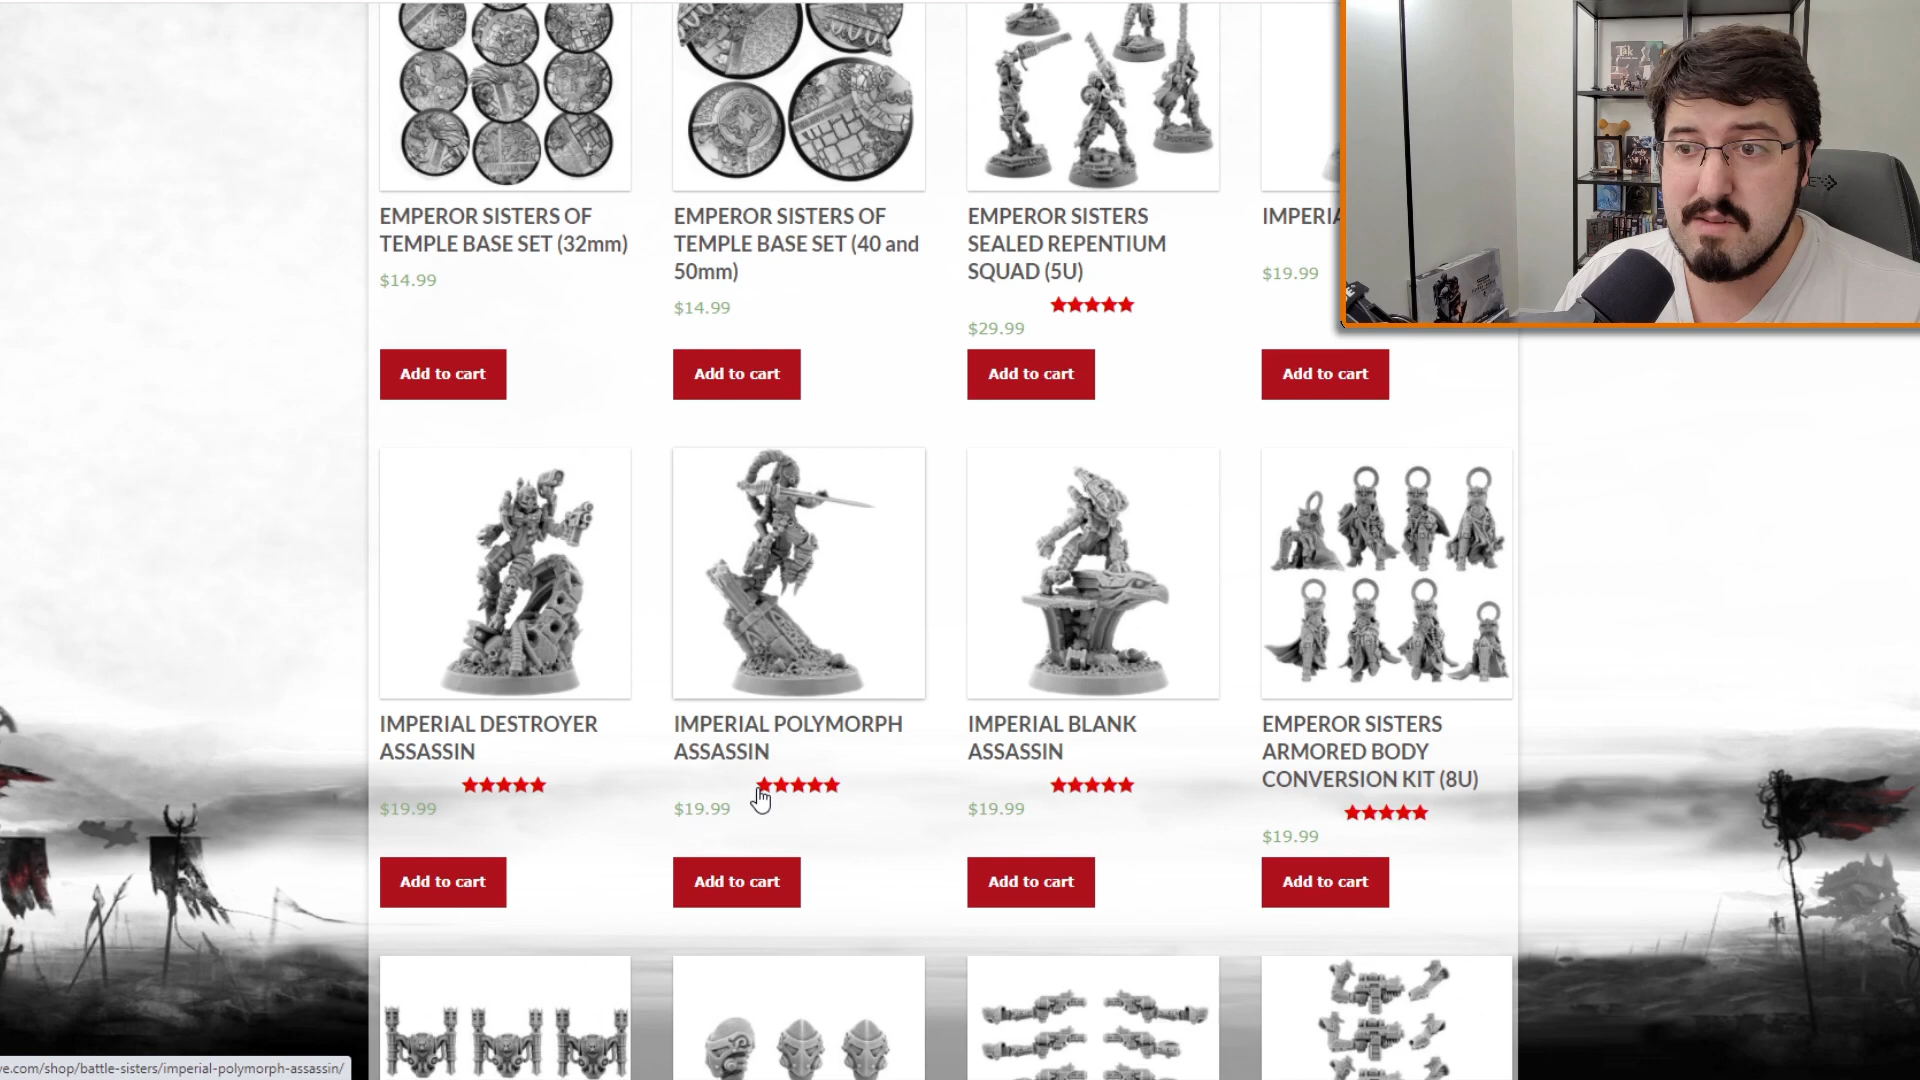 EMPEROR SISTERS OF
TEMPLE BASE SET (32mm)
$14.99
Add to cart
EMPEROR SISTERS OF
TEMPLE BASE SET (40 and
50mm)
$14.99
Add to cart
EMPEROR SISTERS
SEALED REPENTIUM
SQUAD (5U)
$29.99
Add to cart
IMPERIA
$19.99
Add to cart
Tak
IMPERIAL DESTROYER
ASSASSIN
$19.99
Add to cart
IMPERIAL POLYMORPH
ASSASSIN
$19.99
Add to cart
IMPERIAL BLANK
ASSASSIN
$19.99
Add to cart
EMPEROR SISTERS
ARMORED BODY
CONVERSION KIT (8U)
$19.99
Add to cart
ve.com/shop/battle-sisters/imperial-polymorph-assassin/